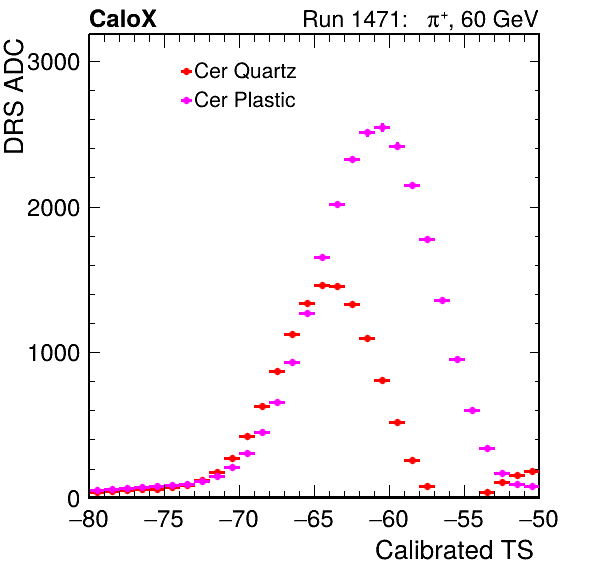 CaloX Run 1471: π⁺, 60 GeV
DRS ADC
3000
2000
1000
0
Cer Quartz
Cer Plastic
−80 −75 −70 −65 −60 −55 −50
Calibrated TS